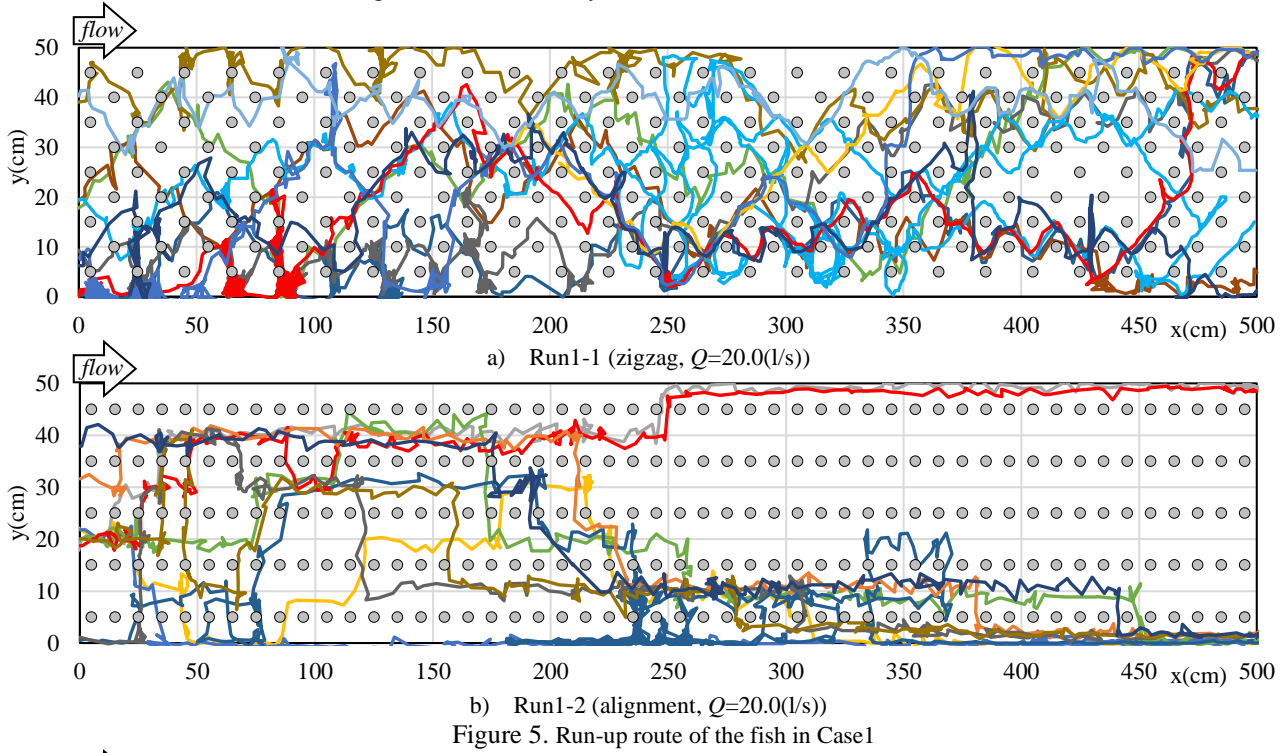 flow
y(cm)
50
40
30
20
10
0
0 50 100 150 200 250 300 350 400 450 x(cm) 500
a) Run1-1 (zigzag, Q=20.0(l/s))
flow
y(cm)
50
40
30
20
10
0
0 50 100 150 200 250 300 350 400 450 x(cm) 500
b) Run1-2 (alignment, Q=20.0(l/s))
Figure 5. Run-up route of the fish in Case1